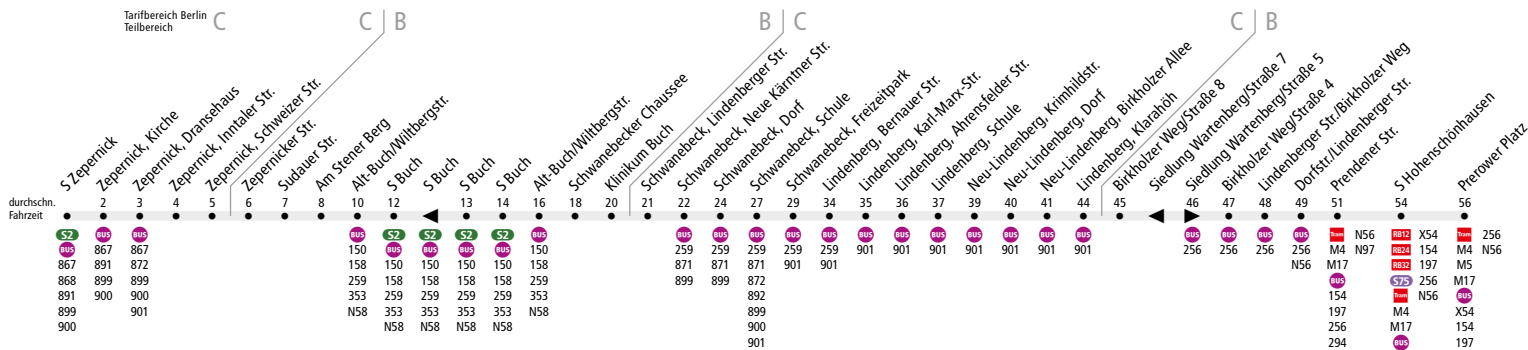 Tarifbereich Berlin
Teilbereich
C
C
B
B
C
C
B
S Zepernick
Zepernick, Kirche
Zepernick, Dransehaus
Zepernick, Inntaler Str.
Zepernick, Schweizer Str.
Zepernicker Str.
Sudauer Str.
Am Stener Berg
Alt-Buch/Wiltbergstr.
S Buch
S Buch
S Buch
S Buch
Alt-Buch/Wiltbergstr.
Schwanebecker Chaussee
Klinikum Buch
Schwanebeck, Lindenberger Str.
Schwanebeck, Neue Kärntner Str.
Schwanebeck, Dorf
Schwanebeck, Schule
Schwanebeck, Freizeitpark
Lindenberg, Bernauer Str.
Lindenberg, Karl-Marx-Str.
Lindenberg, Ahrensfelder Str.
Lindenberg, Schule
Neu-Lindenberg, Krimhildstr.
Neu-Lindenberg, Dorf
Neu-Lindenberg, Birkholzer Allee
Lindenberg, Klarahöh
Birkholzer Weg/Straße 8
Siedlung Wartenberg/Straße 7
Siedlung Wartenberg/Straße 5
Birkholzer Weg/Straße 4
Lindenberger Str./Birkholzer Weg
Dorfstr./Lindenberger Str.
Prendener Str.
S Hohenschönhausen
Prerower Platz
durchschn.
Fahrzeit
2 3 4 5 6 7 8 10 12 13 14 16 18 20 21 22 24 27 29 34 35 36 37 39 40 41 44 45 46 47 48 49 51 54 56
S2
BUS
867
868
891
899
900
BUS
867
891
899
900
BUS
867
872
899
900
901
BUS
150
158
259
353
N58
S2
BUS
150
158
259
353
N58
S2
BUS
150
158
259
353
N58
S2
BUS
150
158
259
353
N58
S2
BUS
150
158
259
353
N58
BUS
150
158
259
353
N58
BUS
259
871
899
BUS
259
871
899
BUS
259
871
872
892
899
900
901
BUS
259
901
BUS
259
901
BUS
901
BUS
901
BUS
901
BUS
901
BUS
901
BUS
901
BUS
901
BUS
256
BUS
256
BUS
256
BUS
256
N56
Tram
M4
M17
BUS
154
197
256
294
N56
N97
RB12
RB24
RB32
S75
Tram
M4
M17
BUS
X54
154
197
256
N56
Tram
M4
M5
M17
BUS
X54
154
197
256
N56